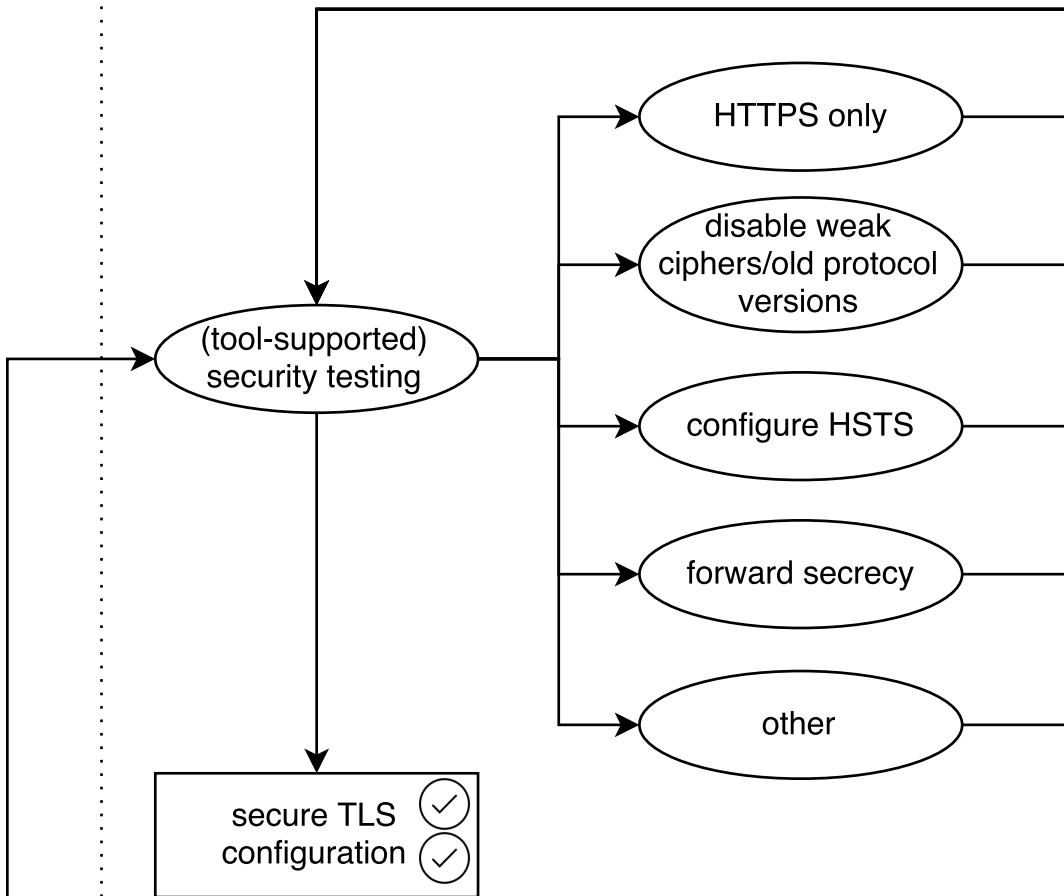 HTTPS only
disable weak
ciphers/old protocol
versions
(tool-supported)
security testing
configure HSTS
forward secrecy
other
secure TLS
configuration